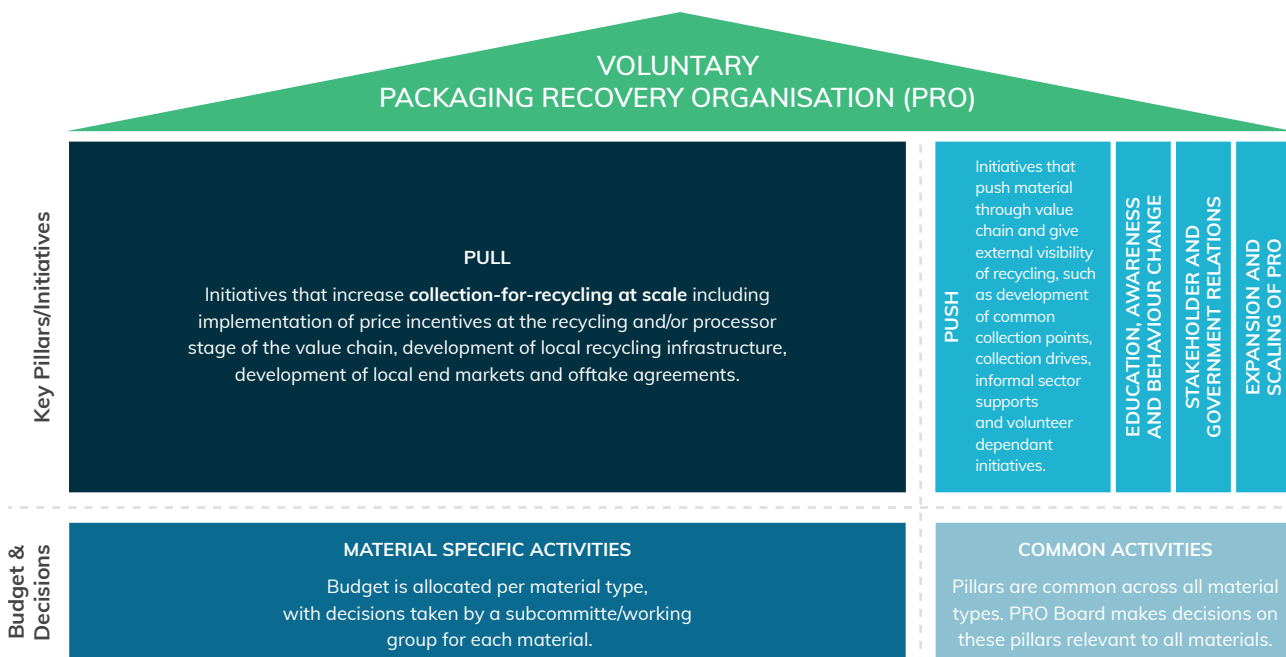 VOLUNTARY
PACKAGING RECOVERY ORGANISATION (PRO)
Key Pillars/Initiatives
PULL
Initiatives that increase collection-for-recycling at scale including
implementation of price incentives at the recycling and/or processor
stage of the value chain, development of local recycling infrastructure,
development of local end markets and offtake agreements.
PUSH
Initiatives that
push material
through value
chain and give
external visibility
of recycling, such
as development
of common
collection points,
collection drives,
informal sector
supports
and volunteer
dependant
initiatives.
EDUCATION, AWARENESS
AND BEHAVIOUR CHANGE
STAKEHOLDER AND
GOVERNMENT RELATIONS
EXPANSION AND
SCALING OF PRO
Budget &
Decisions
MATERIAL SPECIFIC ACTIVITIES
Budget is allocated per material type,
with decisions taken by a subcommitte/working
group for each material.
COMMON ACTIVITIES
Pillars are common across all material
types. PRO Board makes decisions on
these pillars relevant to all materials.